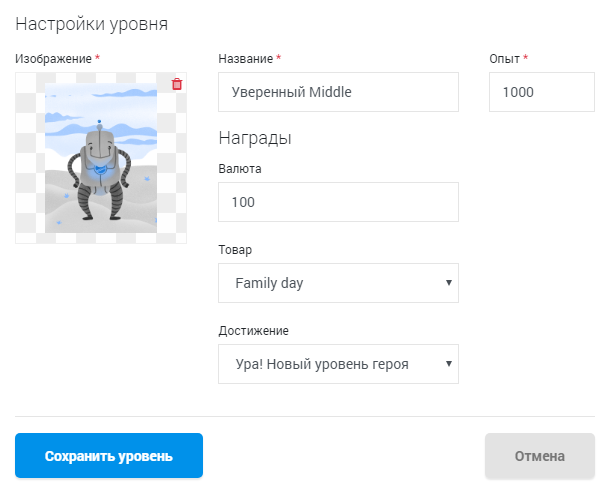 Настройки уровня
Изображение *
Название *
Опыт *
Уверенный Middle
1000
Награды
Валюта
100
Товар
Family day
Достижение
Ура! Новый уровень героя
Сохранить уровень
Отмена